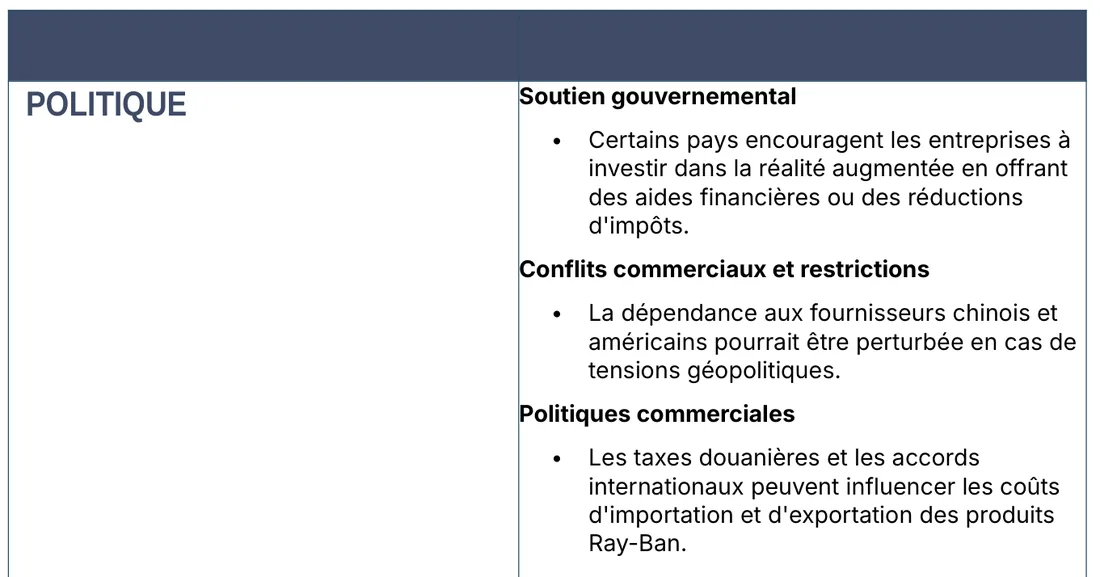 POLITIQUE
Soutien gouvernemental
• Certains pays encouragent les entreprises à
investir dans la réalité augmentée en offrant
des aides financières ou des réductions
d'impôts.
Conflits commerciaux et restrictions
• La dépendance aux fournisseurs chinois et
américains pourrait être perturbée en cas de
tensions géopolitiques.
Politiques commerciales
• Les taxes douanières et les accords
internationaux peuvent influencer les coûts
d'importation et d'exportation des produits
Ray-Ban.